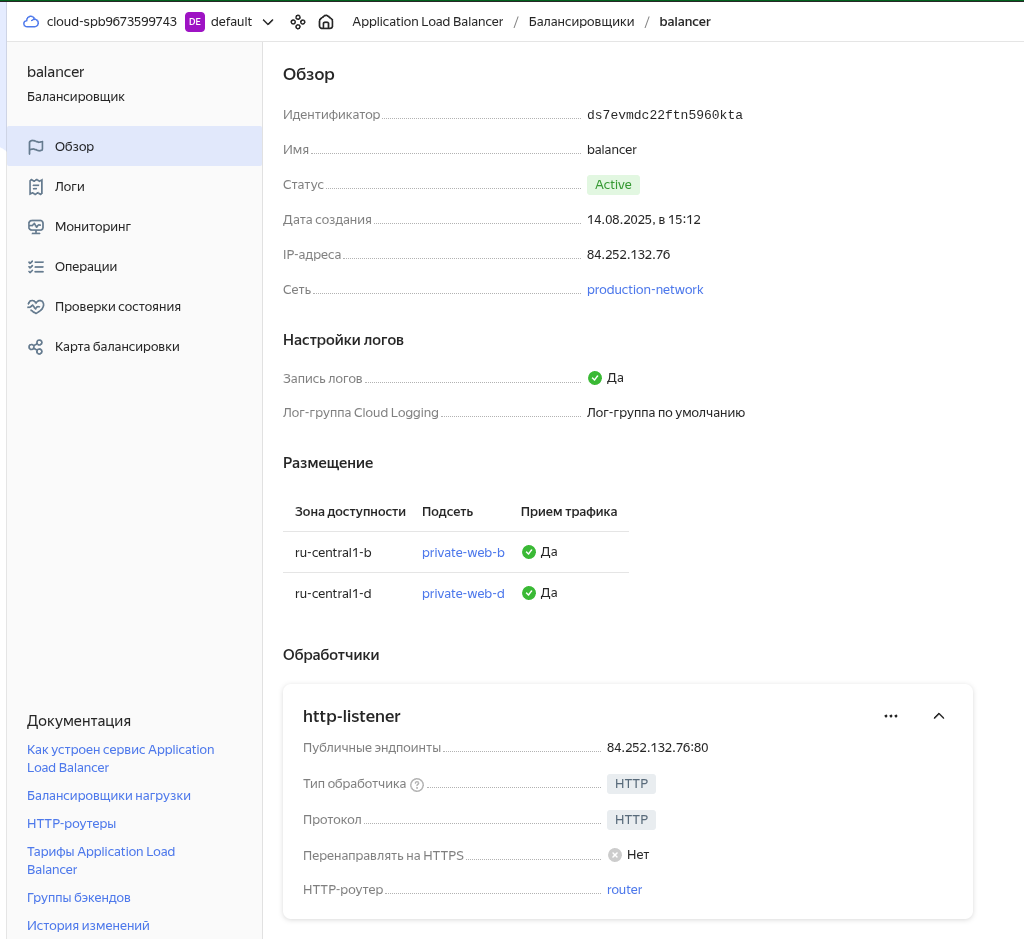 cloud-spb9673599743 DE default Application Load Balancer / Балансировщики / balancer
balancer
Балансировщик
Обзор
Логи
Мониторинг
Операции
Проверки состояния
Карта балансировки
Документация
Как устроен сервис Application
Load Balancer
Балансировщики нагрузки
HTTP-роутеры
Тарифы Application Load
Balancer
Группы бэкендов
История изменений
Обзор
Идентификатор ds7evmdc22ftn5960kta
Имя balancer
Статус Active
Дата создания 14.08.2025, в 15:12
IP-адреса 84.252.132.76
Сеть production-network
Настройки логов
Запись логов Да
Лог-группа Cloud Logging Лог-группа по умолчанию
Размещение
Зона доступности Подсеть Прием трафика
ru-central1-b private-web-b Да
ru-central1-d private-web-d Да
Обработчики
http-listener
Публичные эндпоинты 84.252.132.76:80
Тип обработчика HTTP
Протокол HTTP
Перенаправлять на HTTPS Нет
HTTP-роутер router